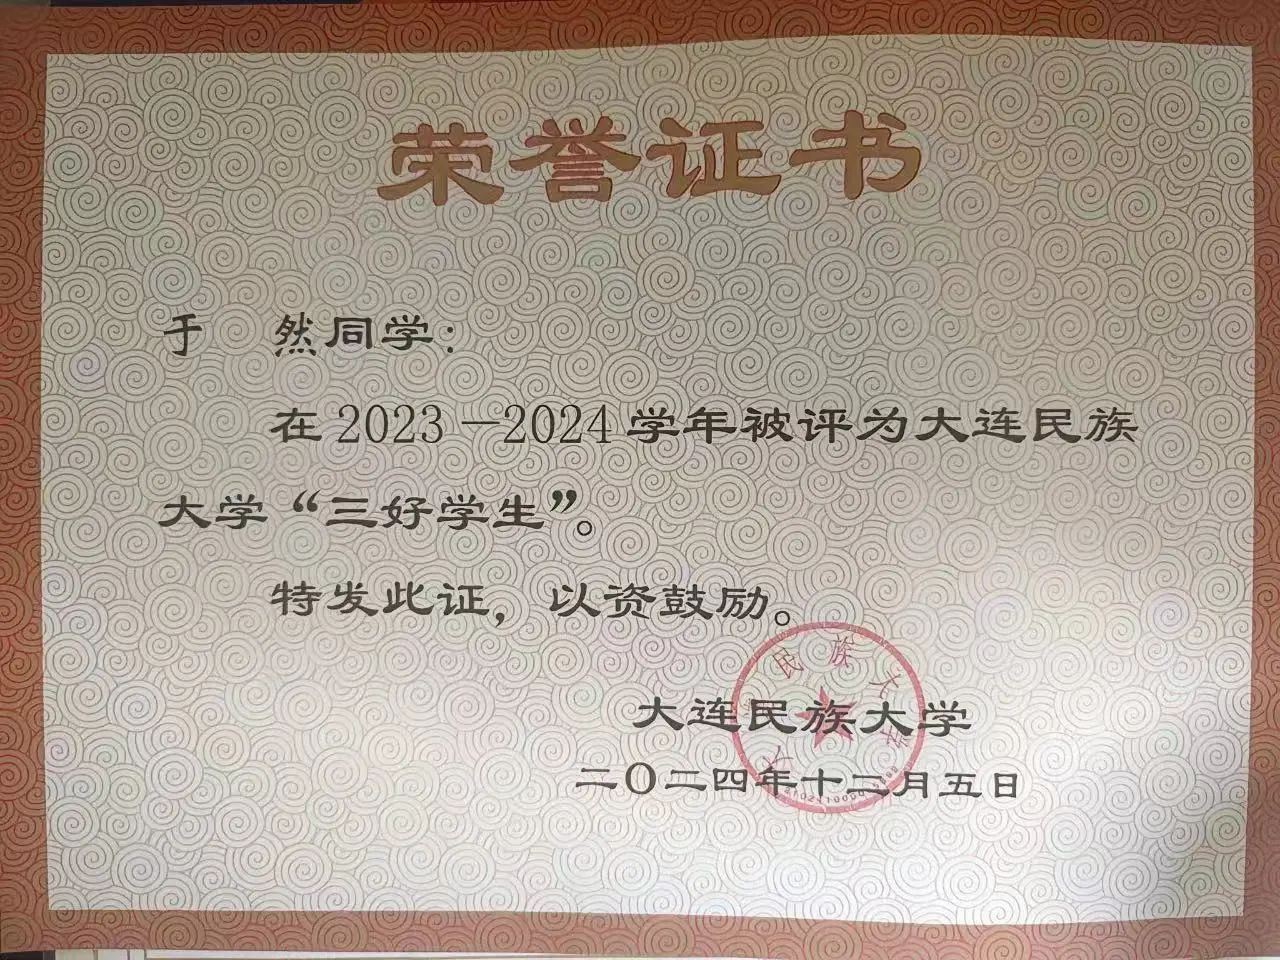 荣誉证书
于　然同学：
在2023－2024学年被评为大连民族
大学“三好学生”。
特发此证，以资鼓励。
大连民族大学
二〇二四年十二月五日